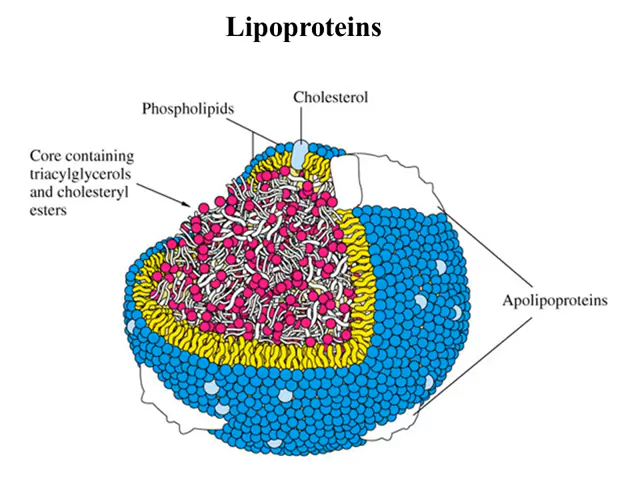 Lipoproteins
Cholesterol
Phospholipids
Core containing
triacylglycerols
and cholesteryl
esters
Apolipoproteins